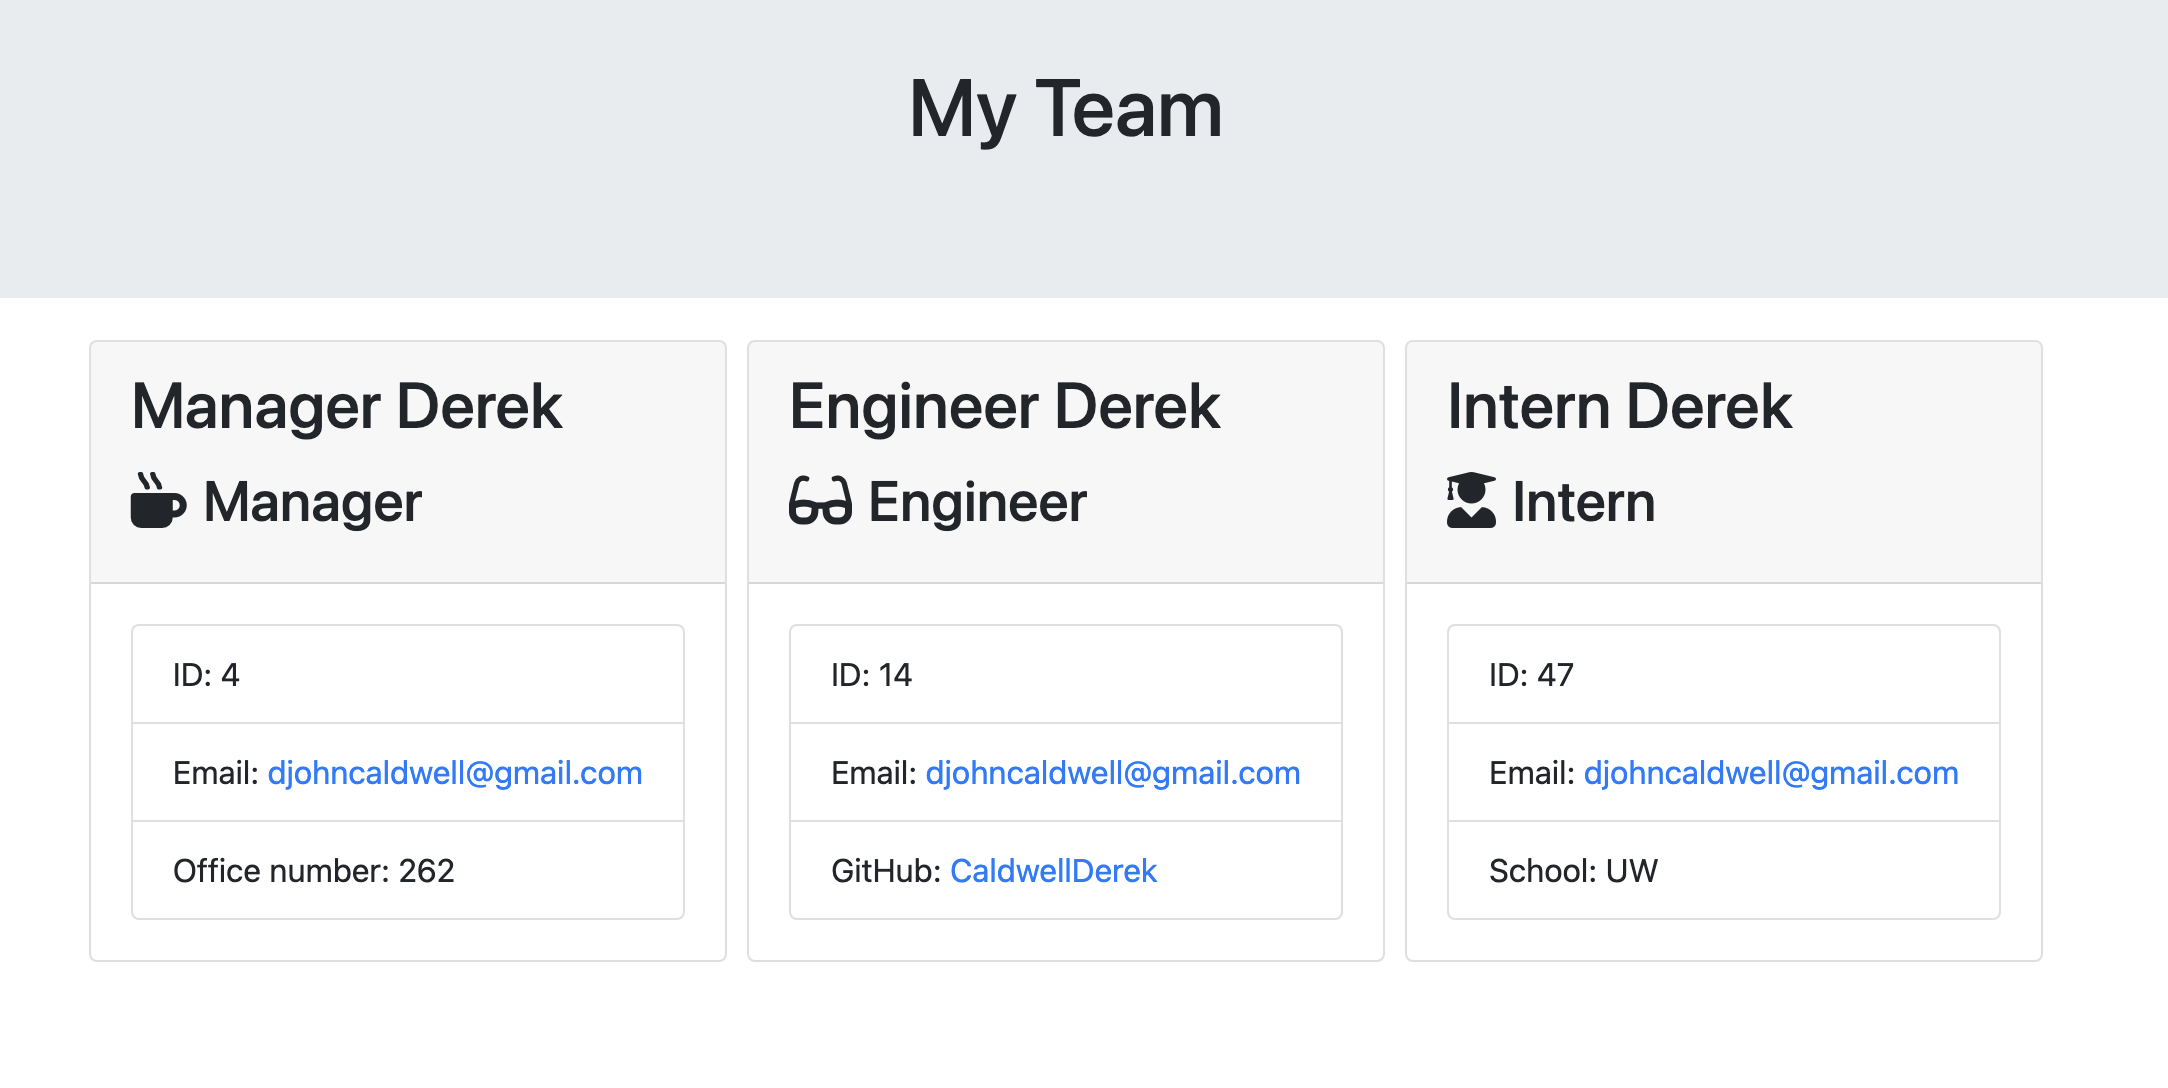 My Team
Manager Derek
Manager
ID: 4
Email: djohncaldwell@gmail.com
Office number: 262
Engineer Derek
Engineer
ID: 14
Email: djohncaldwell@gmail.com
GitHub: CaldwellDerek
Intern Derek
Intern
ID: 47
Email: djohncaldwell@gmail.com
School: UW